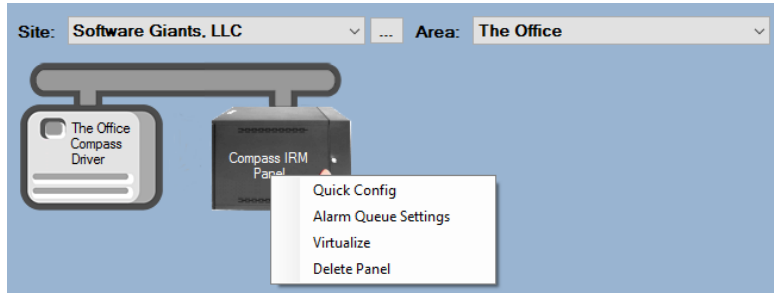 Site: Software Giants, LLC ... Area: The Office
The Office
Compass
Driver
Compass IRM
Panel
Quick Config
Alarm Queue Settings
Virtualize
Delete Panel